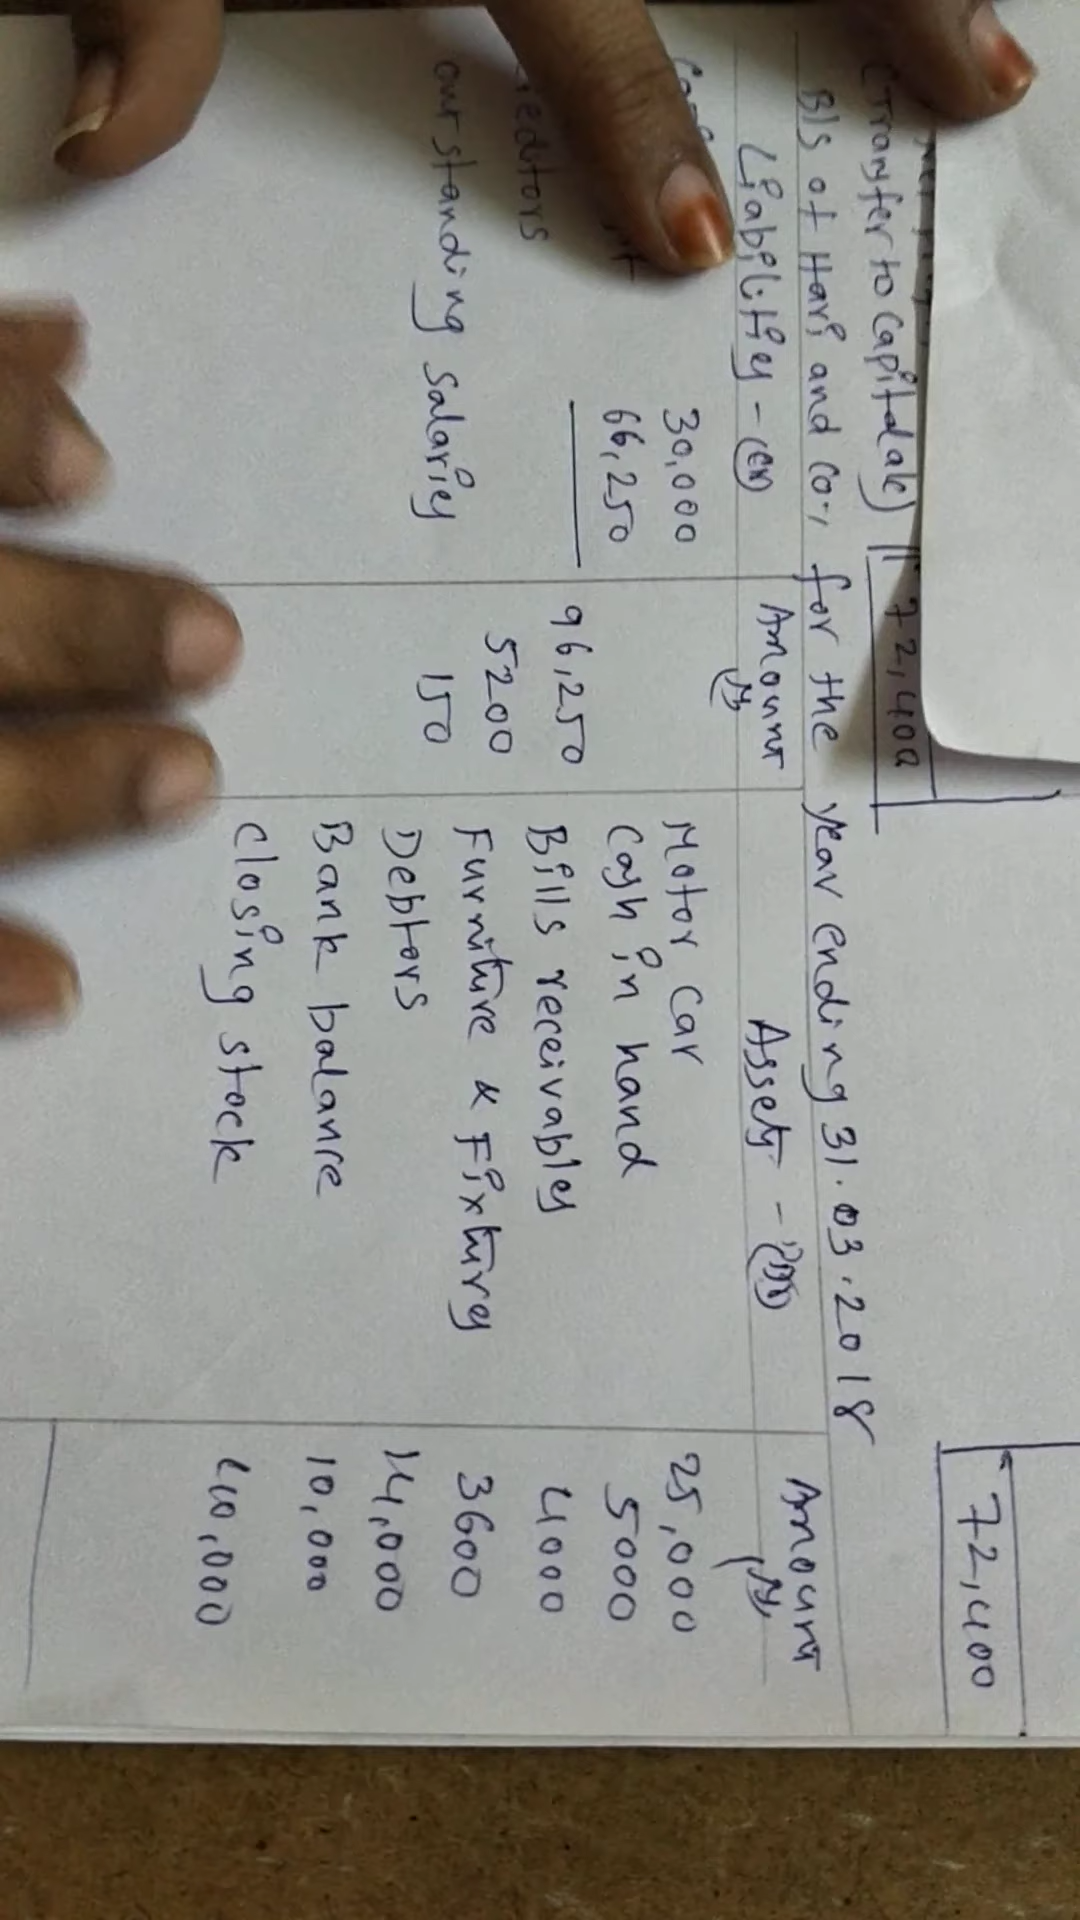 (Transfer to Capital a/c) 72,400
72,400
B/s of Hari and Co., for the year ending 31.03.2018
Liabilities - (CR) Amount Assets - (DR) Amount
30,000 Motor Car 25,000
66,250 Cash in hand 5000
96,250 Bills receivables 4000
5200 Furniture & Fixtures 3600
ourstanding salaries 150 Debtors 14,000
Bank balance 10,000
Closing stock 40,000